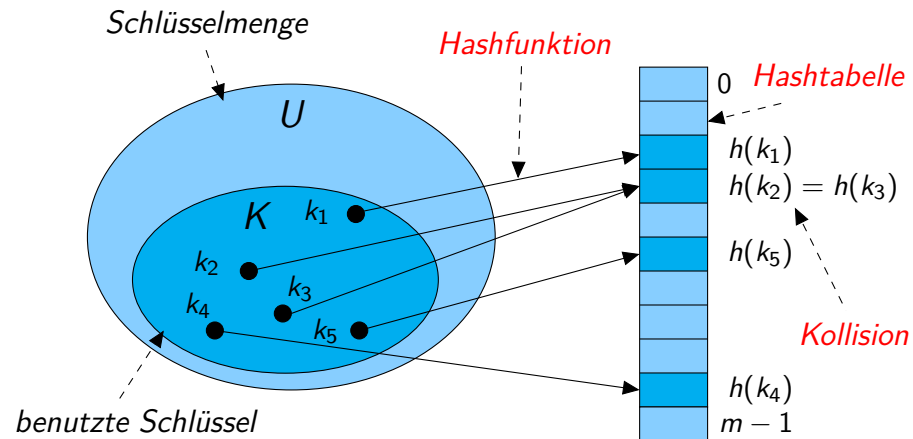 Schlüsselmenge
Hashfunktion
0
Hashtabelle
U
h(k₁)
K
k₁
h(k₂) = h(k₃)
k₂
h(k₅)
k₃
k₄
k₅
Kollision
h(k₄)
benutzte Schlüssel
m − 1